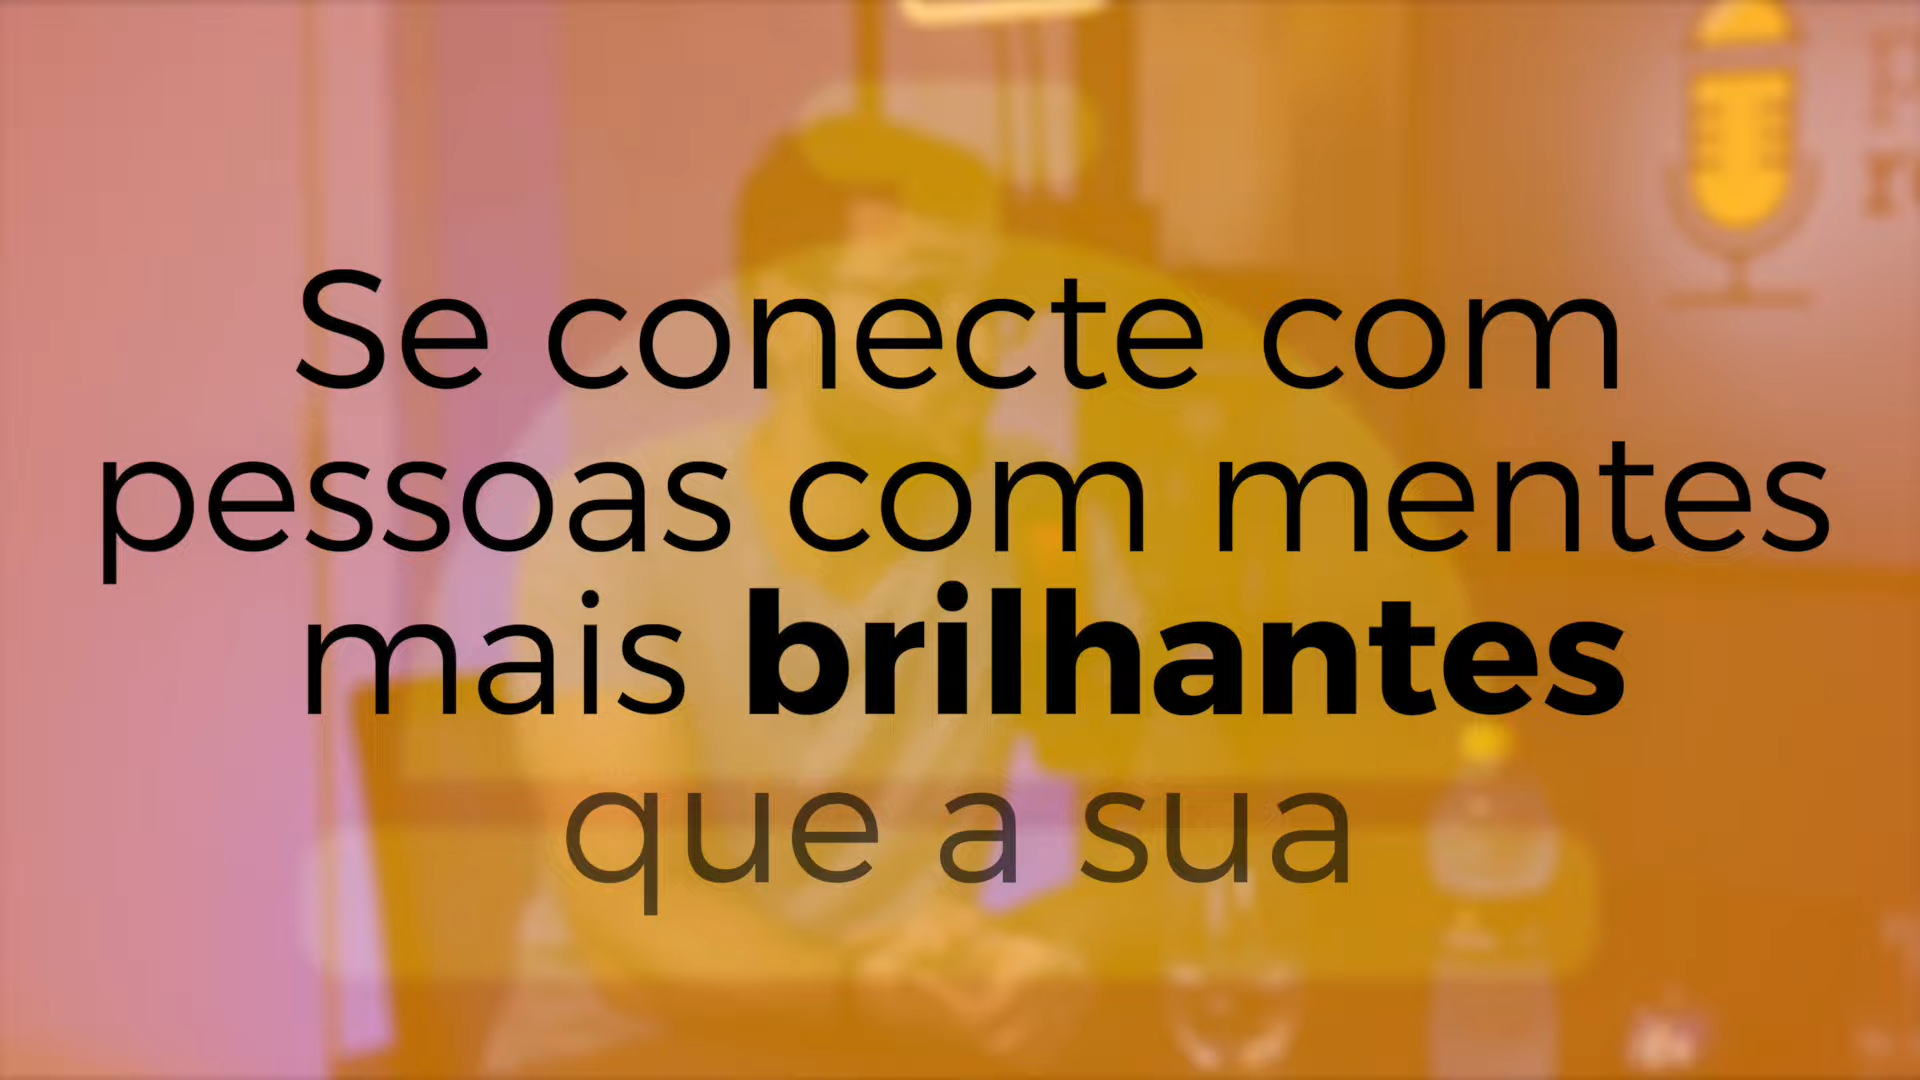 Se conecte com
pessoas com mentes
mais brilhantes
que a sua